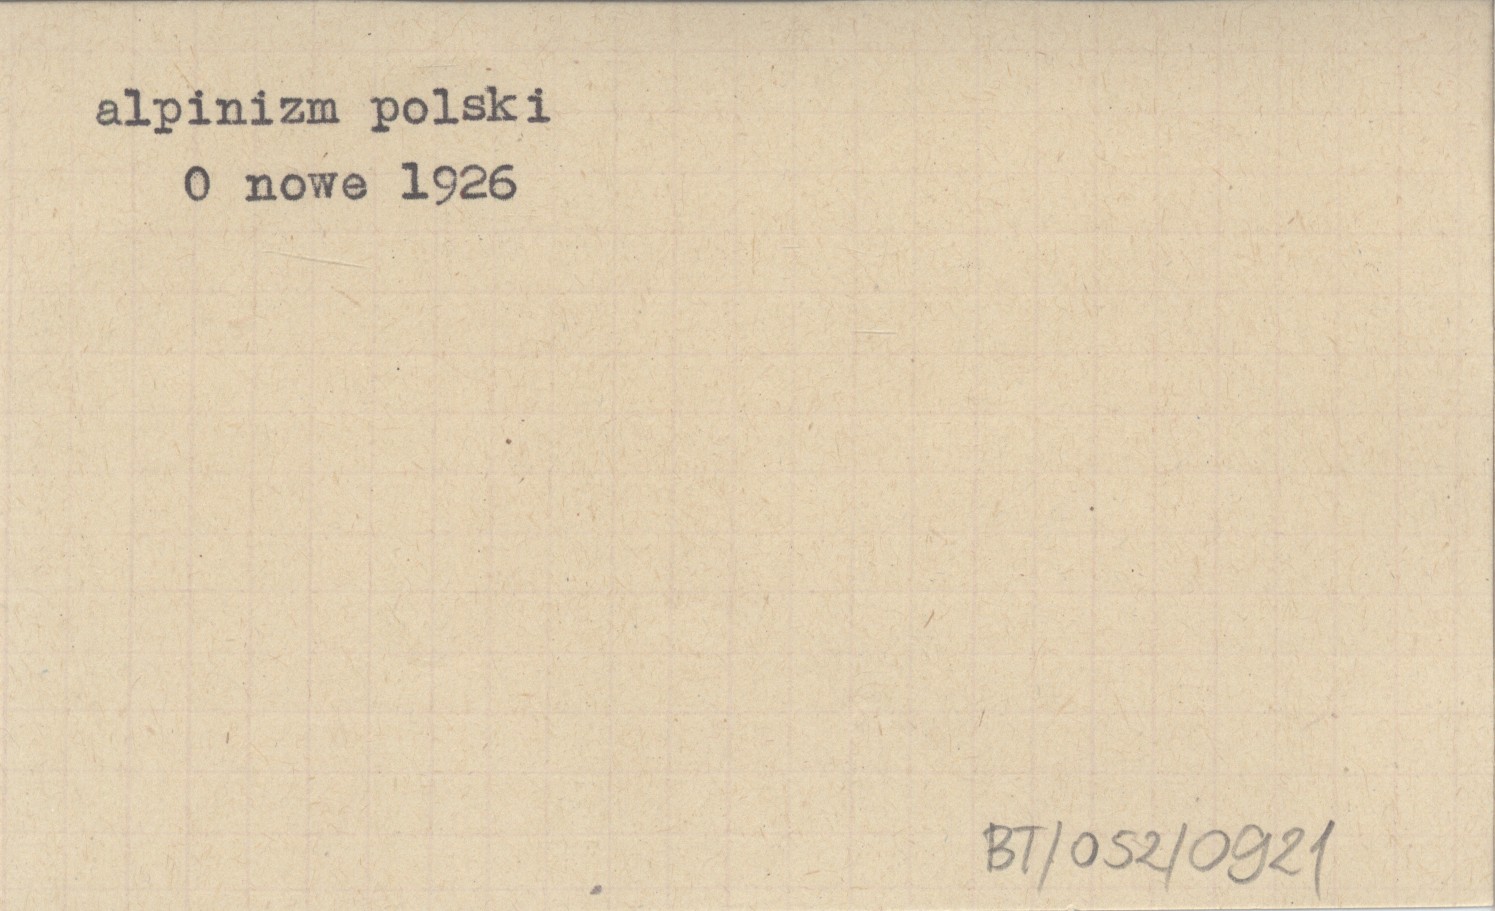 alpinizm polski
O nowe 1926
BT/052/0921